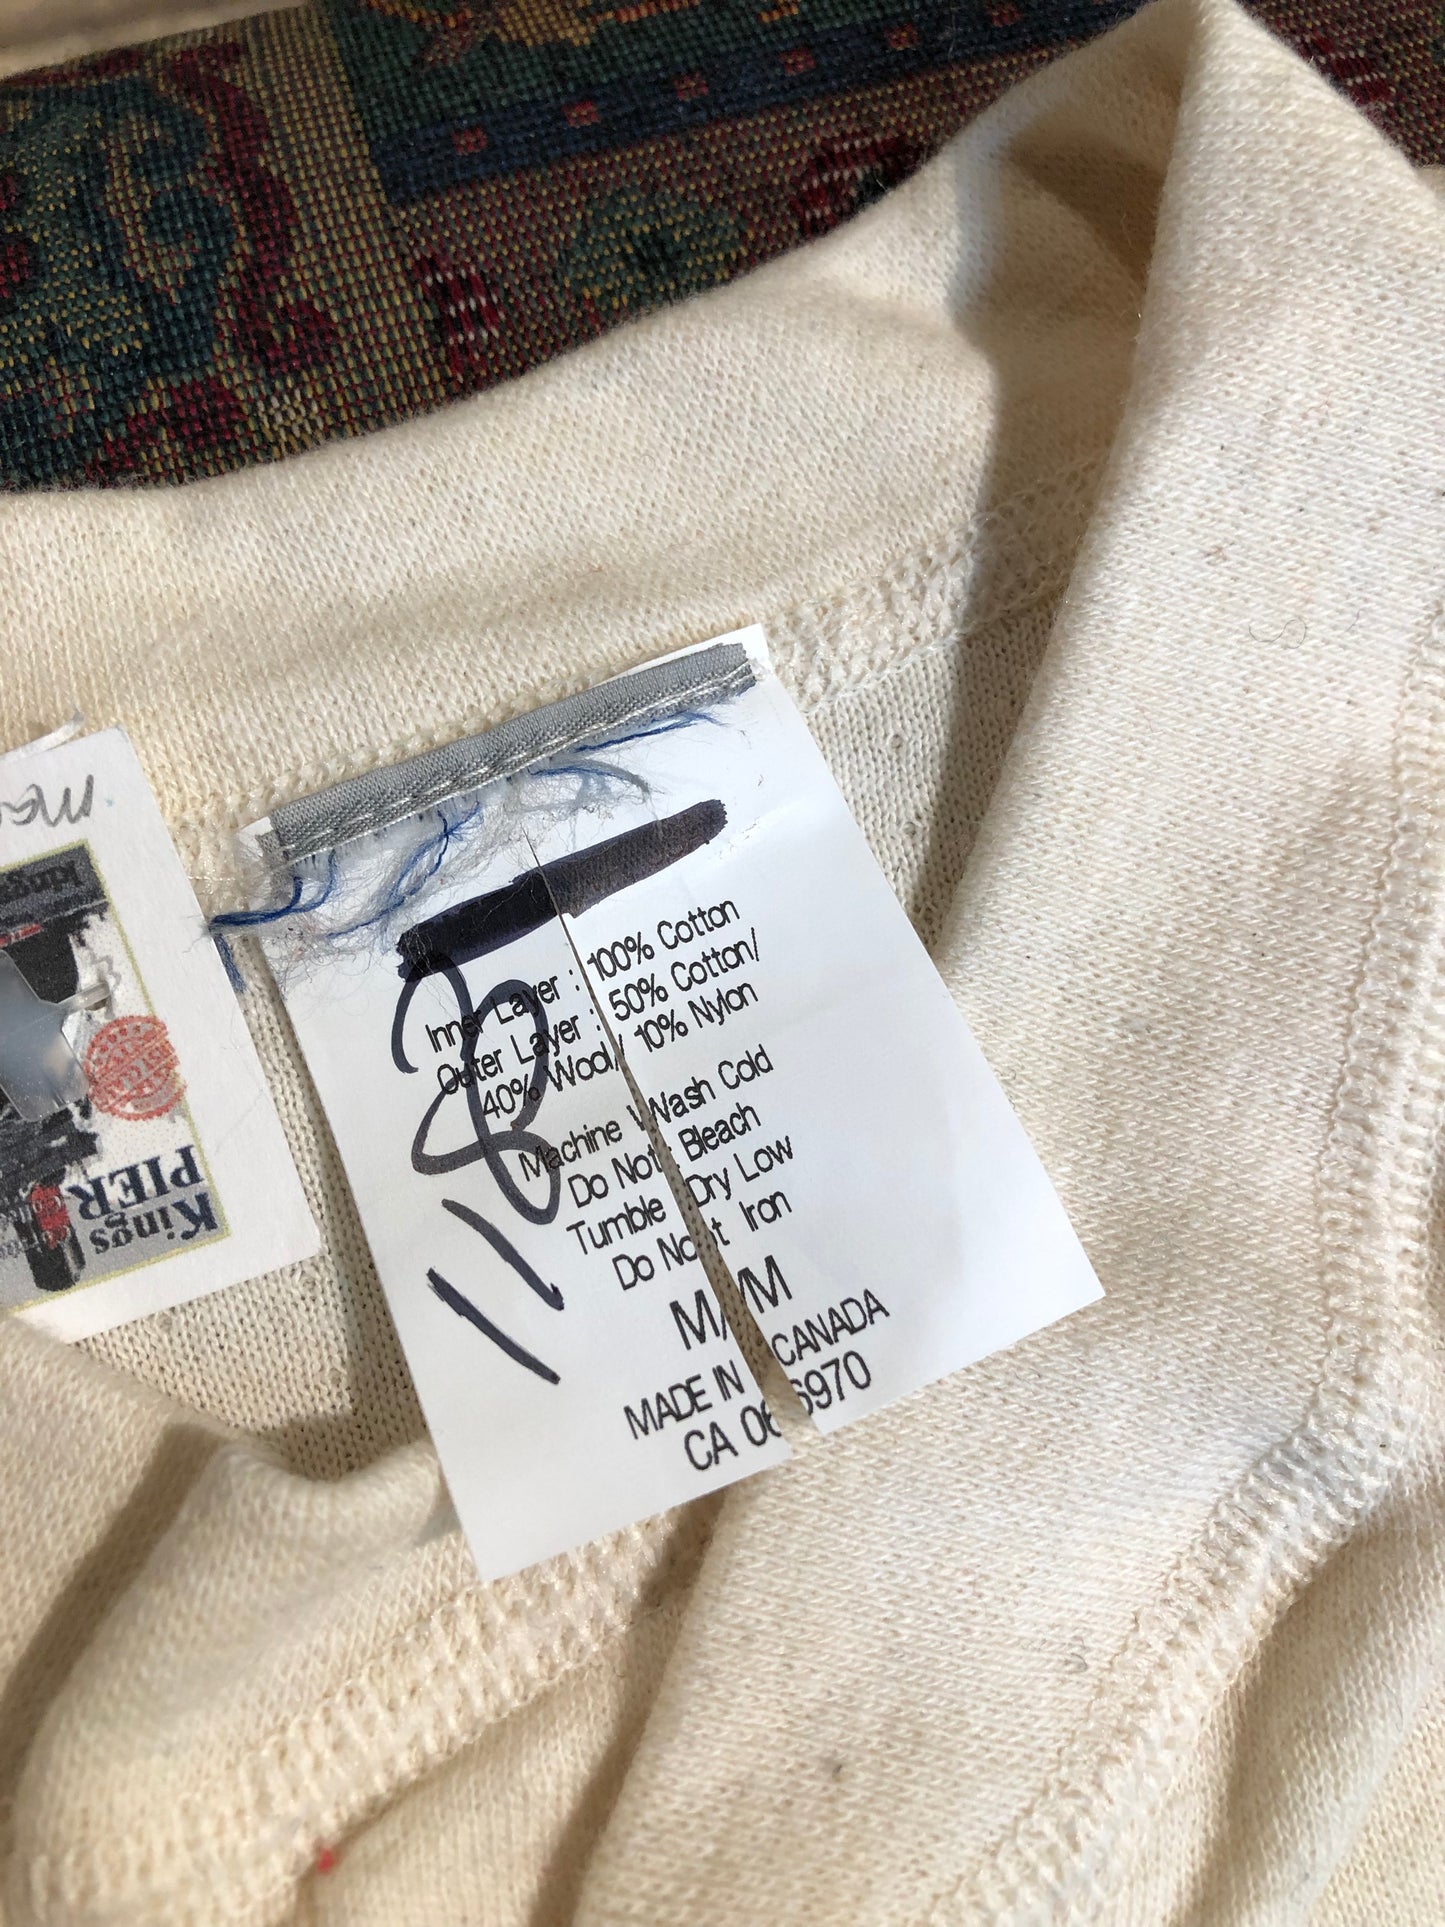 Inner Layer : 100% Cotton
Outer Layer : 50% Cotton/
40% Wool/ 10% Nylon
Machine Wash Cold
Do Not Bleach
Tumble Dry Low
Do Not Iron
M/M
MADE IN CANADA
CA 06970
Kings
PIER